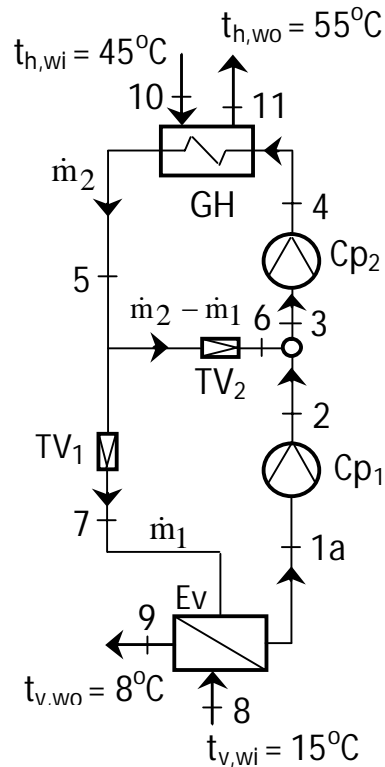 t_h,wo = 55°C
t_h,wi = 45°C
10
11
ṁ₂
GH
4
Cp₂
5
ṁ₂ − ṁ₁
6
3
TV₂
2
TV₁
Cp₁
7
ṁ₁
1a
Ev
9
t_v,wo = 8°C
8
t_v,wi = 15°C